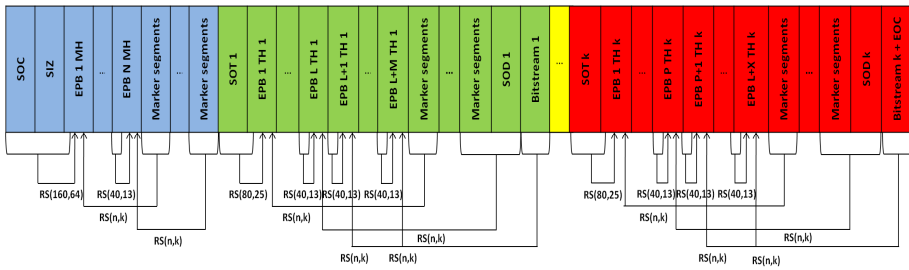 SOC
SIZ
EPB 1 MH
...
EPB N MH
Marker segments
...
Marker segments
SOT 1
EPB 1 TH 1
...
EPB L TH 1
EPB L+1 TH 1
...
EPB L+M TH 1
Marker segments
...
Marker segments
SOD 1
Bitstream 1
...
SOT k
EPB 1 TH k
...
EPB P TH k
EPB P+1 TH k
...
EPB L+X TH k
Marker segments
...
Marker segments
SOD k
Bitstream k ÷ EOC
RS(160,64)
RS(40,13)
RS(80,25)
RS(40,13)
RS(40,13)
RS(40,13)
RS(80,25)
RS(40,13)
RS(40,13)
RS(40,13)
RS(n,k)
RS(n,k)
RS(n,k)
RS(n,k)
RS(n,k)
RS(n,k)
RS(n,k)
RS(n,k)
RS(n,k)
RS(n,k)